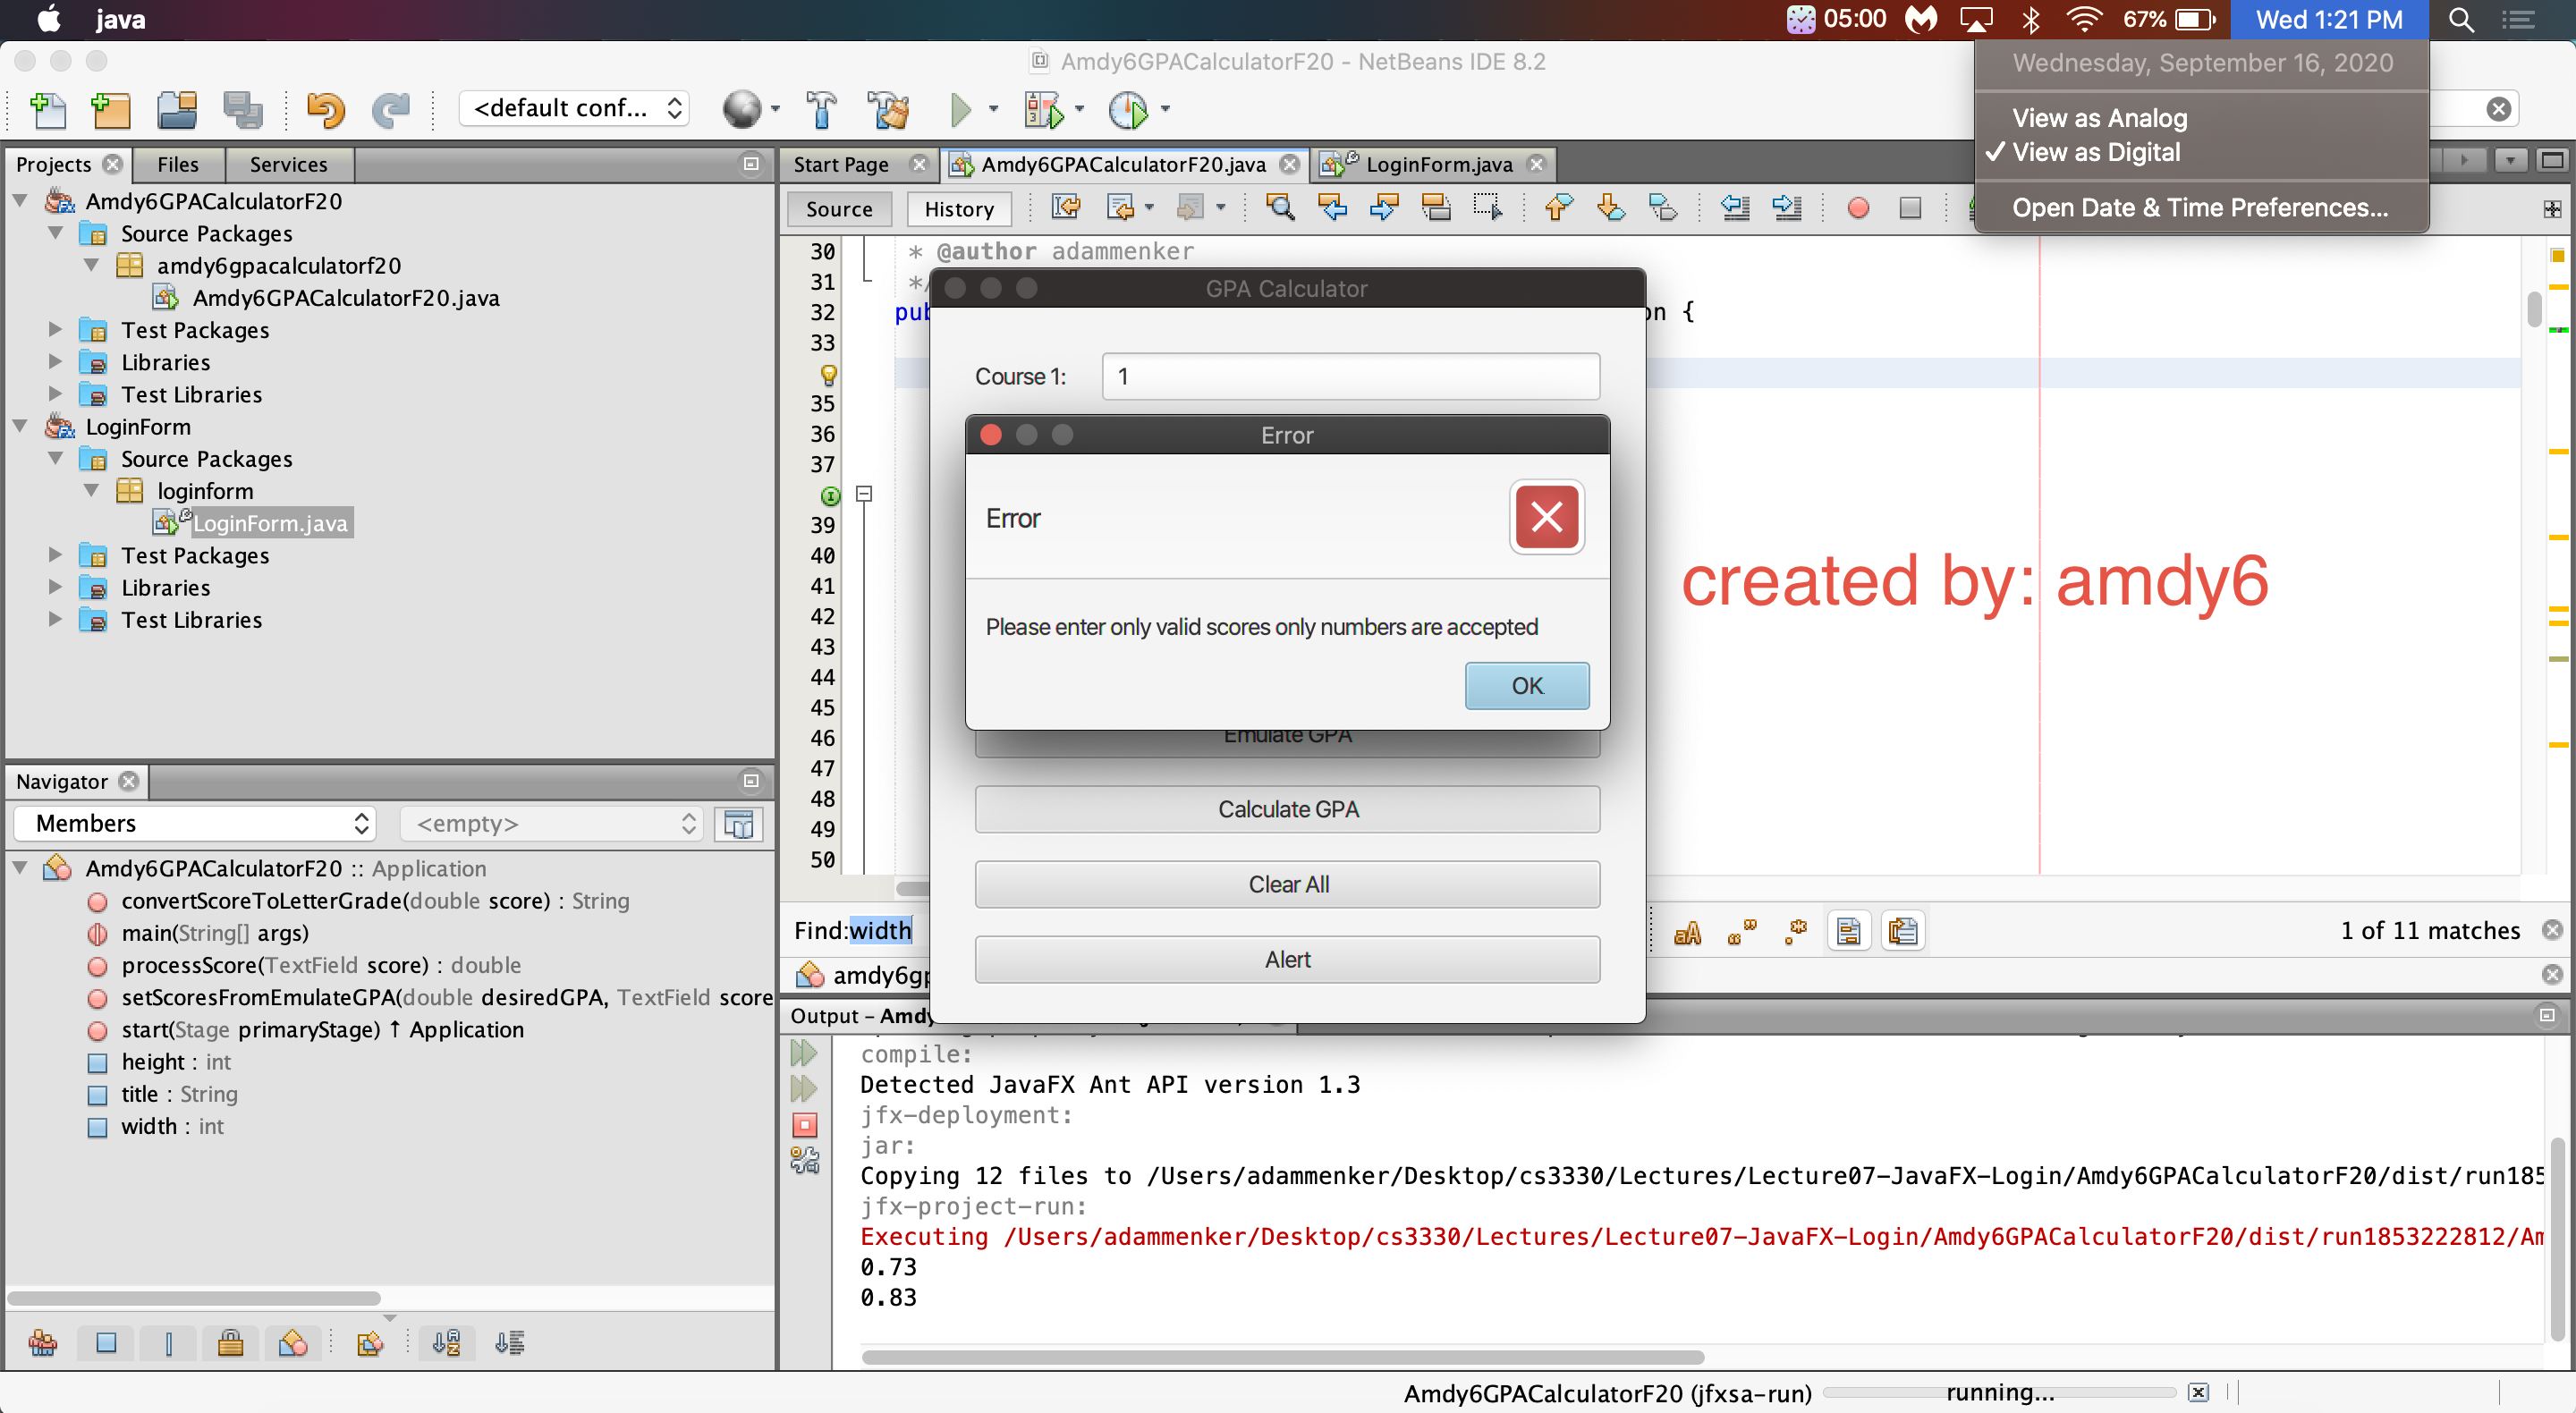 java
05:00
67%
Wed 1:21 PM
Wednesday, September 16, 2020
View as Analog
✓ View as Digital
Open Date & Time Preferences...
Amdy6GPACalculatorF20 - NetBeans IDE 8.2
<default conf...
Projects
Files
Services
Amdy6GPACalculatorF20
Source Packages
amdy6gpacalculatorf20
Amdy6GPACalculatorF20.java
Test Packages
Libraries
Test Libraries
LoginForm
Source Packages
loginform
LoginForm.java
Test Packages
Libraries
Test Libraries
Start Page
Amdy6GPACalculatorF20.java
LoginForm.java
Source
History
30 * @author adammenker
31 */
32 pub
on {
33
35
36
37
39
40
41
42
43
44
45
46
47
48
49
50
GPA Calculator
Course 1:
1
Error
Error
Please enter only valid scores only numbers are accepted
OK
Emulate GPA
Calculate GPA
Clear All
Alert
created by: amdy6
Navigator
Members
<empty>
Amdy6GPACalculatorF20 :: Application
convertScoreToLetterGrade(double score) : String
main(String[] args)
processScore(TextField score) : double
setScoresFromEmulateGPA(double desiredGPA, TextField score
start(Stage primaryStage) ↑ Application
height : int
title : String
width : int
Find: width
1 of 11 matches
amdy6gp
Output – Amdy
compile:
Detected JavaFX Ant API version 1.3
jfx-deployment:
jar:
Copying 12 files to /Users/adammenker/Desktop/cs3330/Lectures/Lecture07-JavaFX-Login/Amdy6GPACalculatorF20/dist/run185
jfx-project-run:
Executing /Users/adammenker/Desktop/cs3330/Lectures/Lecture07-JavaFX-Login/Amdy6GPACalculatorF20/dist/run1853222812/Am
0.73
0.83
Amdy6GPACalculatorF20 (jfxsa-run)
running...